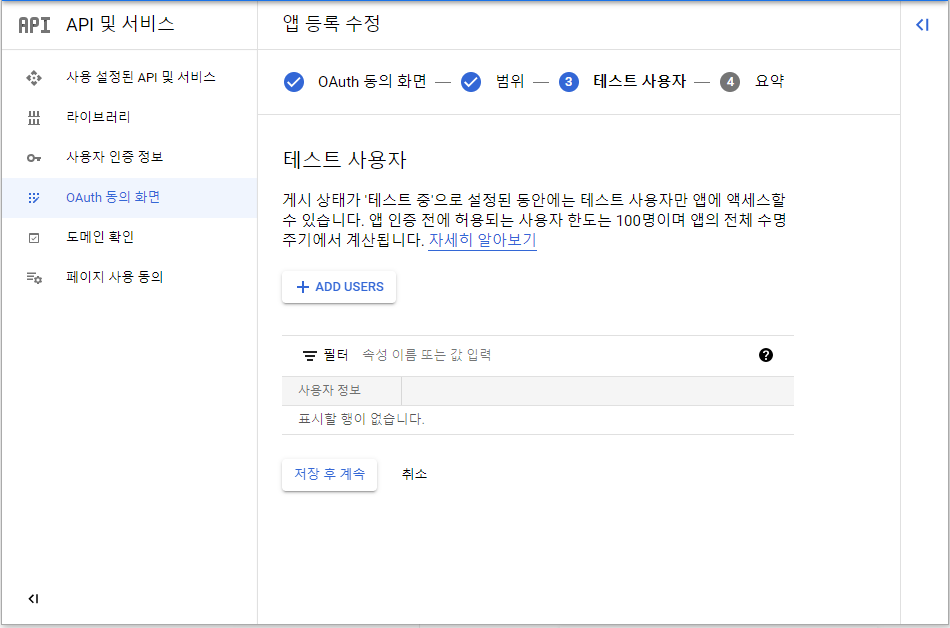 API API 및 서비스
앱 등록 수정
사용 설정된 API 및 서비스
라이브러리
사용자 인증 정보
OAuth 동의 화면
도메인 확인
페이지 사용 동의
OAuth 동의 화면 — 범위 — 3 테스트 사용자 — 4 요약
테스트 사용자
게시 상태가 '테스트 중'으로 설정된 동안에는 테스트 사용자만 앱에 액세스할
수 있습니다. 앱 인증 전에 허용되는 사용자 한도는 100명이며 앱의 전체 수명
주기에서 계산됩니다. 자세히 알아보기
+ ADD USERS
필터 속성 이름 또는 값 입력 ?
사용자 정보
표시할 행이 없습니다.
저장 후 계속 취소